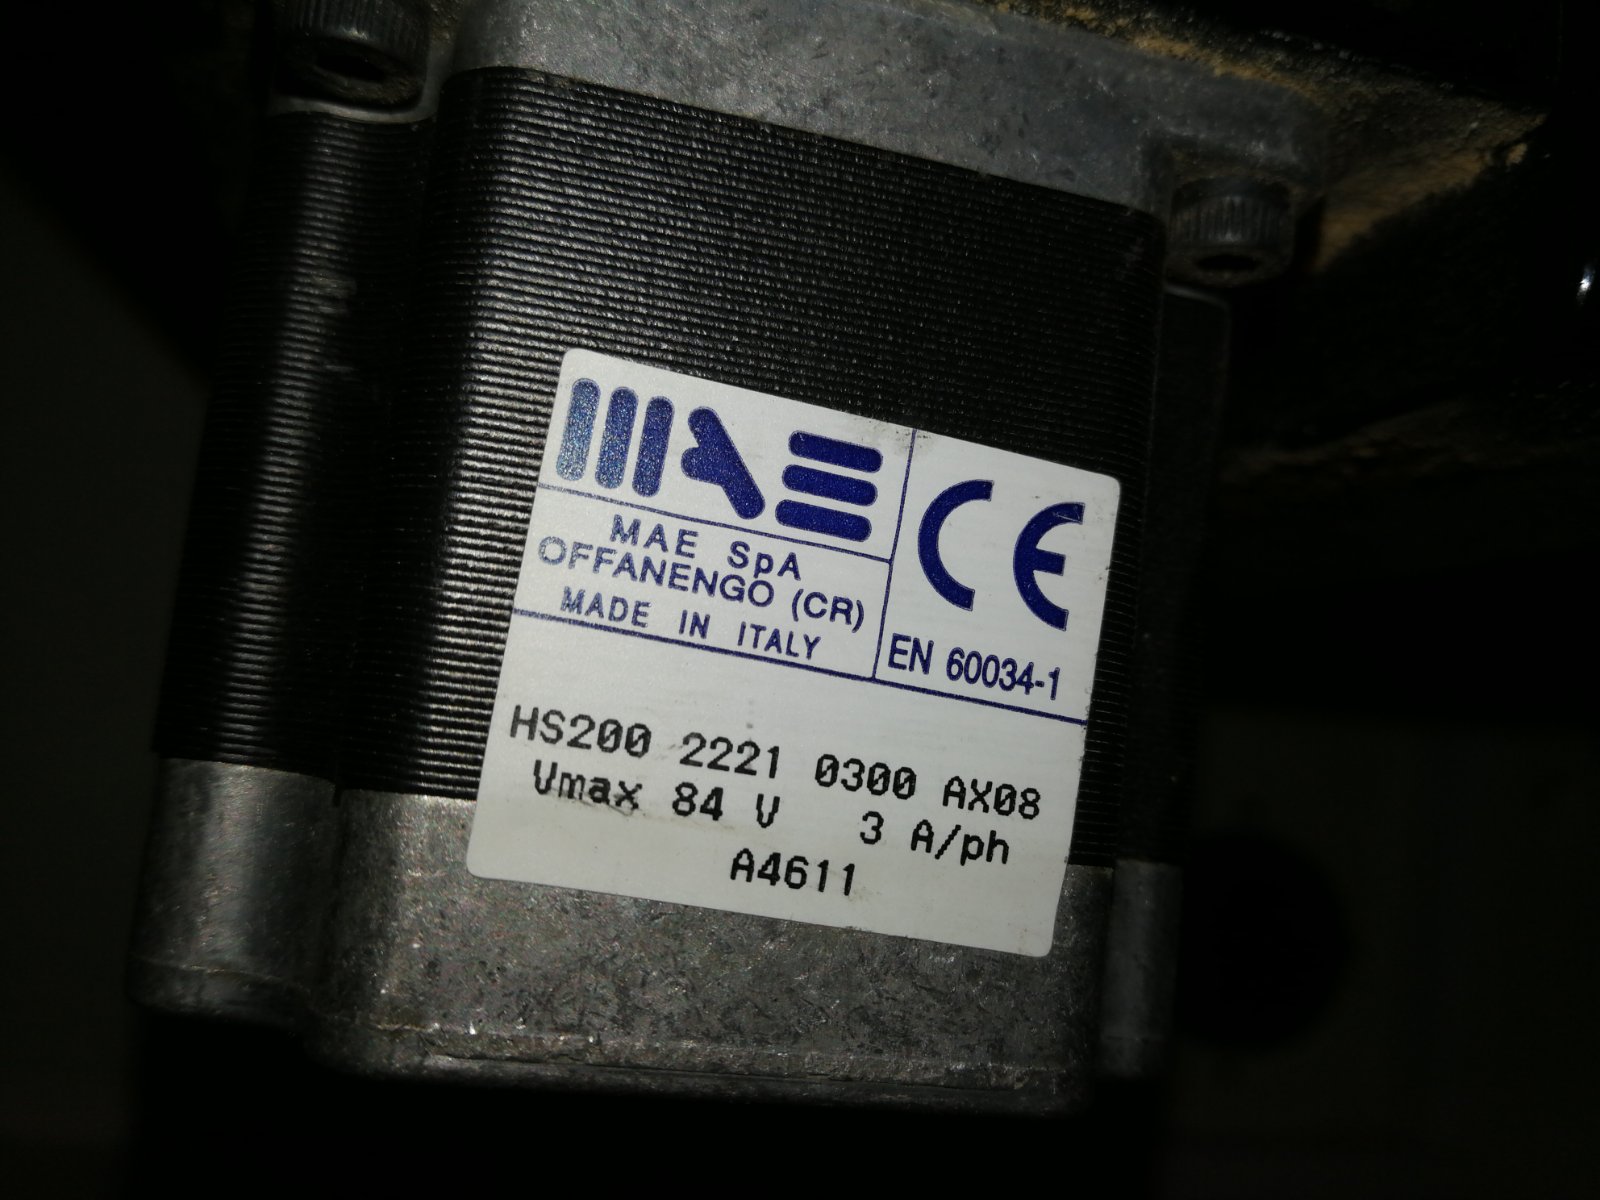 MAE
CE
MAE SpA
OFFANENGO (CR)
MADE IN ITALY
EN 60034-1
HS200 2221 0300 AX08
Vmax 84 V 3 A/ph
A4611